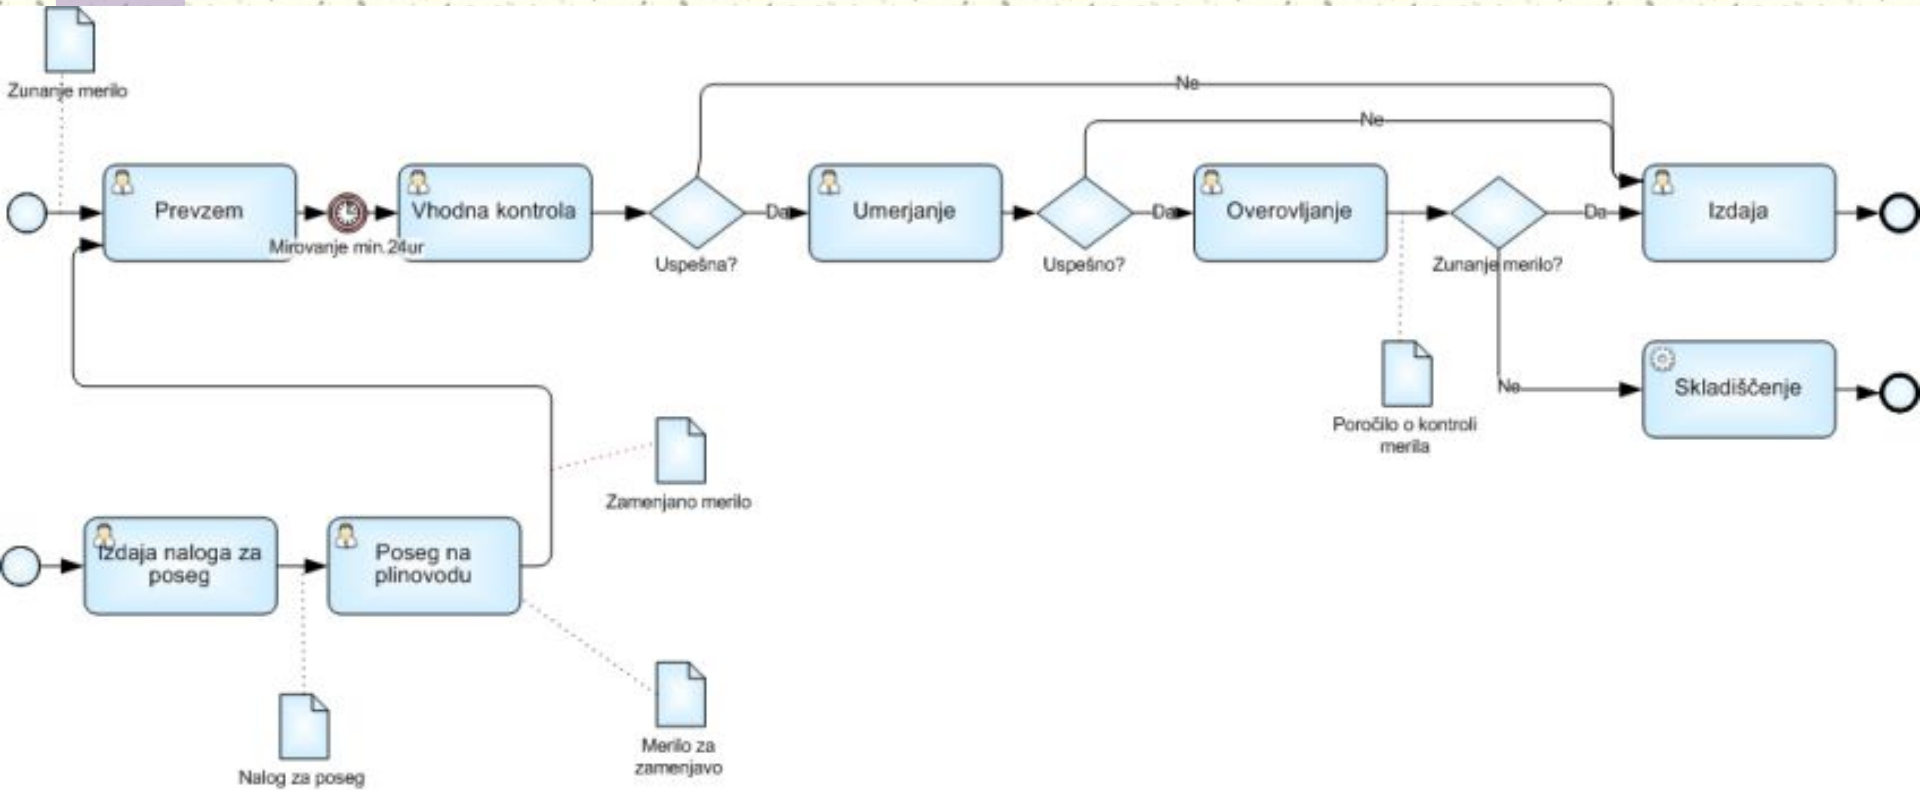 Zunanje merilo
Ne
Ne
Prevzem
Mirovanje min.24ur
Vhodna kontrola
Uspešna?
Da
Umerjanje
Uspešno?
Da
Overovljanje
Zunanje merilo?
Da
Izdaja
Ne
Skladiščenje
Poročilo o kontroli
merila
Zamenjano merilo
Izdaja naloga za
poseg
Poseg na
plinovodu
Merilo za
zamenjavo
Nalog za poseg